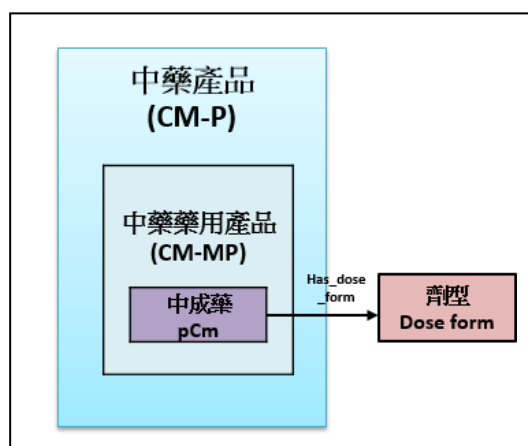 中藥產品
(CM-P)
中藥藥用產品
(CM-MP)
中成藥
pCm
Has_dose
_form
劑型
Dose form